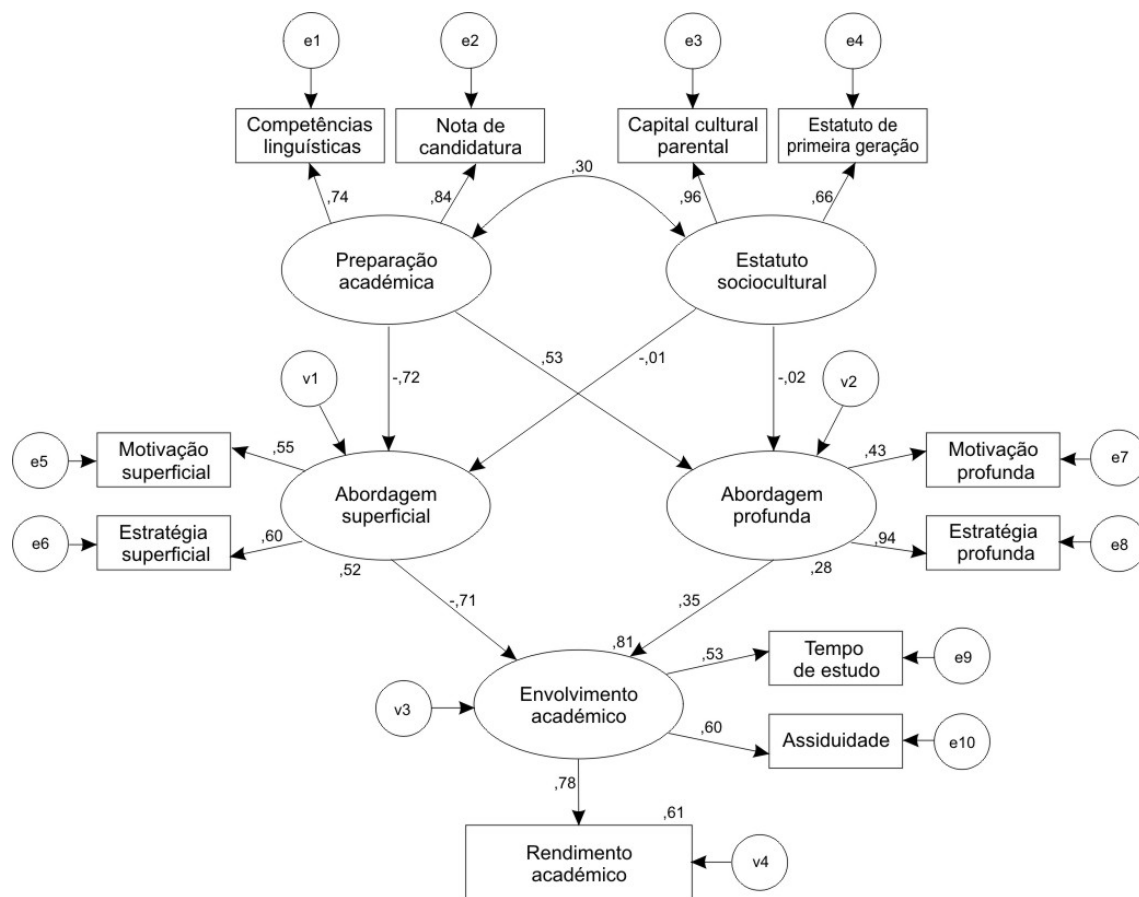 e1
e2
e3
e4
Competências
linguísticas
Nota de
candidatura
Capital cultural
parental
Estatuto de
primeira geração
,30
,74
,84
,96
,66
Preparação
académica
Estatuto
sociocultural
,53
-,01
-,72
-,02
v1
v2
e5
Motivação
superficial
,55
,43
Motivação
profunda
e7
Abordagem
superficial
Abordagem
profunda
e6
Estratégia
superficial
,60
,94
Estratégia
profunda
e8
,52
,28
-,71
,35
,81
,53
Tempo
de estudo
e9
v3
Envolvimento
académico
,60
Assiduidade
e10
,78
,61
Rendimento
académico
v4